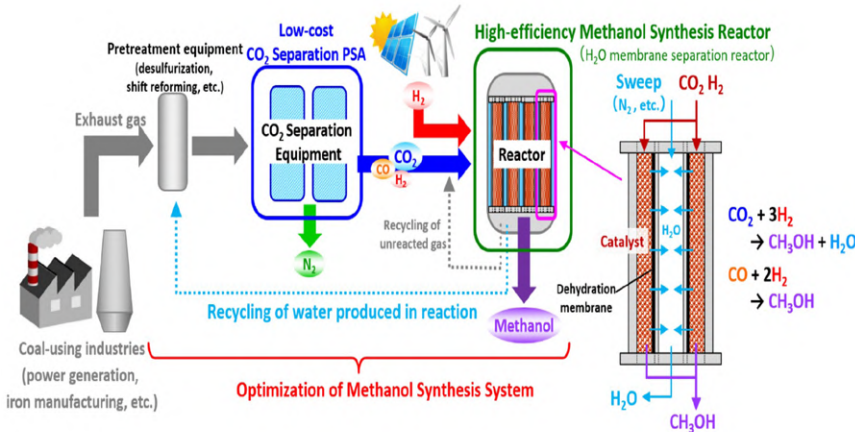 Low-cost
CO₂ Separation PSA
High-efficiency Methanol Synthesis Reactor
(H₂O membrane separation reactor)
Pretreatment equipment
(desulfurization,
shift reforming, etc.)
Exhaust gas
CO₂ Separation
Equipment
H₂
CO₂
CO
H₂
Reactor
Sweep
(N₂, etc.)
CO₂ H₂
Recycling of
unreacted gas
N₂
Catalyst
H₂O
Dehydration
membrane
CO₂ + 3H₂
→ CH₃OH + H₂O
CO + 2H₂
→ CH₃OH
Recycling of water produced in reaction
Methanol
Coal-using industries
(power generation,
iron manufacturing, etc.)
Optimization of Methanol Synthesis System
H₂O
CH₃OH